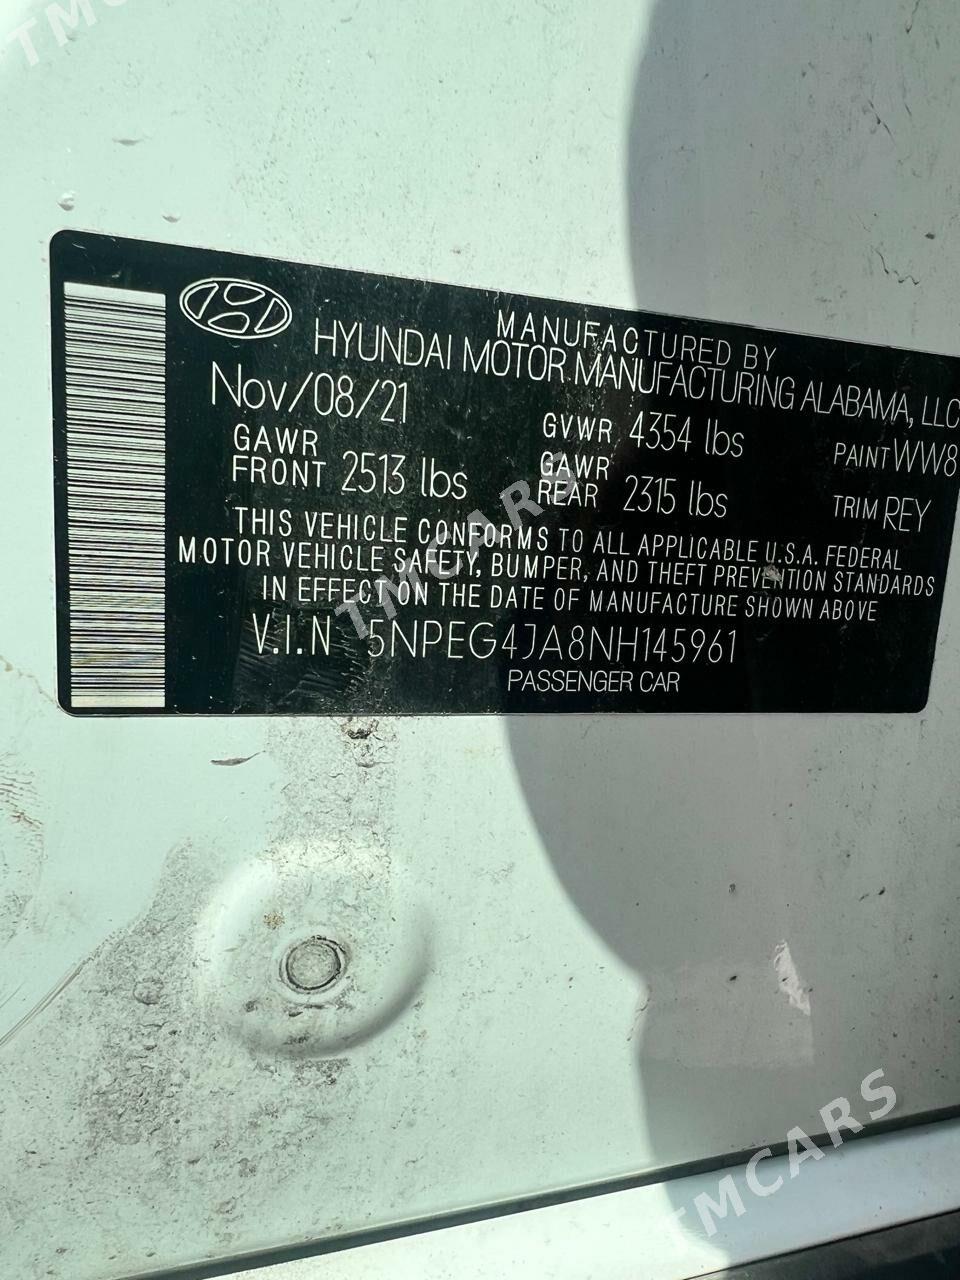 MANUFACTURED BY
HYUNDAI MOTOR MANUFACTURING ALABAMA, LLC
Nov/08/21 GVWR 4354 lbs PAINT WW8
GAWR FRONT 2513 lbs GAWR REAR 2315 lbs TRIM REY
THIS VEHICLE CONFORMS TO ALL APPLICABLE U.S.A. FEDERAL
MOTOR VEHICLE SAFETY, BUMPER, AND THEFT PREVENTION STANDARDS
IN EFFECT ON THE DATE OF MANUFACTURE SHOWN ABOVE
V.I.N 5NPEG4JA8NH145961
PASSENGER CAR
TMCARS
TMCARS